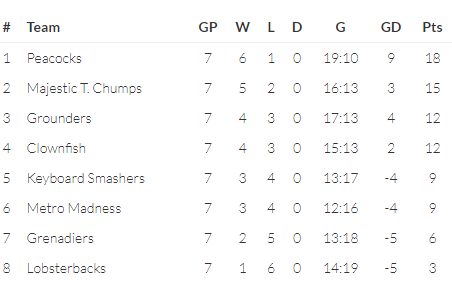 # Team GP W L D G GD Pts
1 Peacocks 7 6 1 0 19:10 9 18
2 Majestic T. Chumps 7 5 2 0 16:13 3 15
3 Grounders 7 4 3 0 17:13 4 12
4 Clownfish 7 4 3 0 15:13 2 12
5 Keyboard Smashers 7 3 4 0 13:17 -4 9
6 Metro Madness 7 3 4 0 12:16 -4 9
7 Grenadiers 7 2 5 0 13:18 -5 6
8 Lobsterbacks 7 1 6 0 14:19 -5 3